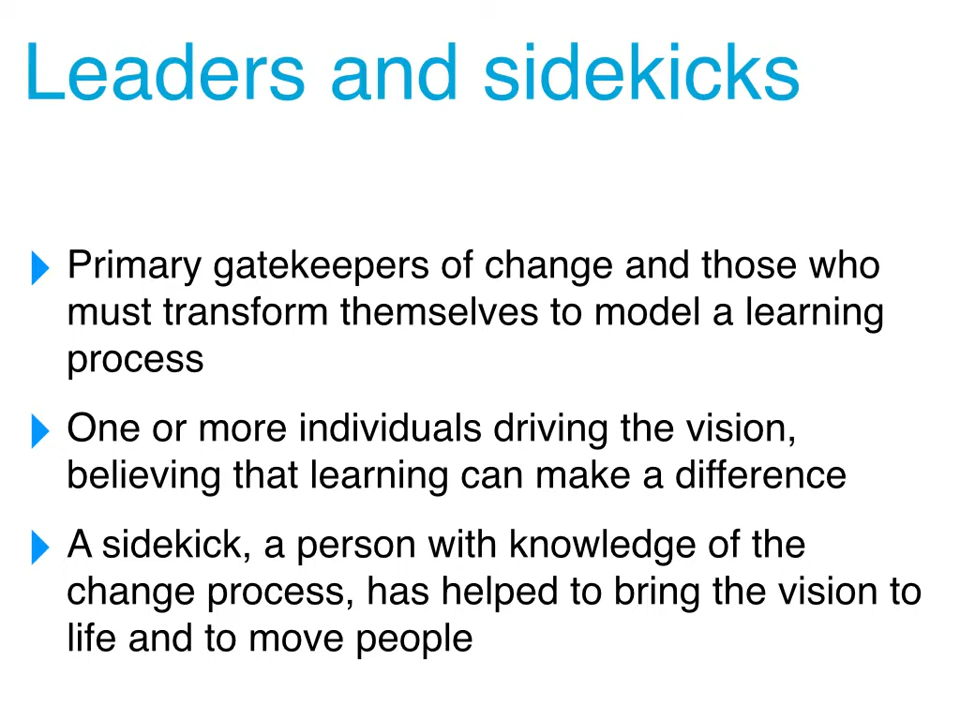 Leaders and sidekicks
Primary gatekeepers of change and those who
must transform themselves to model a learning
process
One or more individuals driving the vision,
believing that learning can make a difference
A sidekick, a person with knowledge of the
change process, has helped to bring the vision to
life and to move people